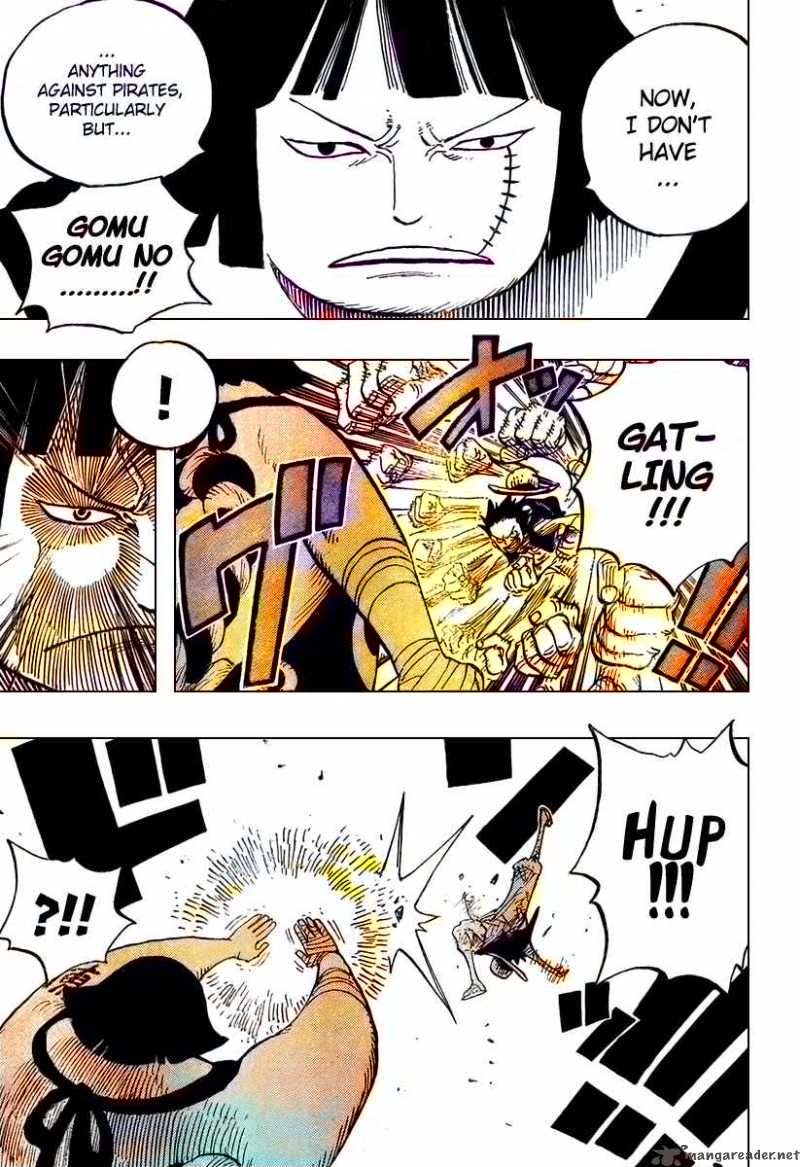 NOW,
I DON'T
HAVE
...
...
ANYTHING
AGAINST PIRATES,
PARTICULARLY
BUT...
GOMU
GOMU NO
.........!!
GAT-
LING
!!!
!!
!
HUP
!!!
?!!
mangareader.net